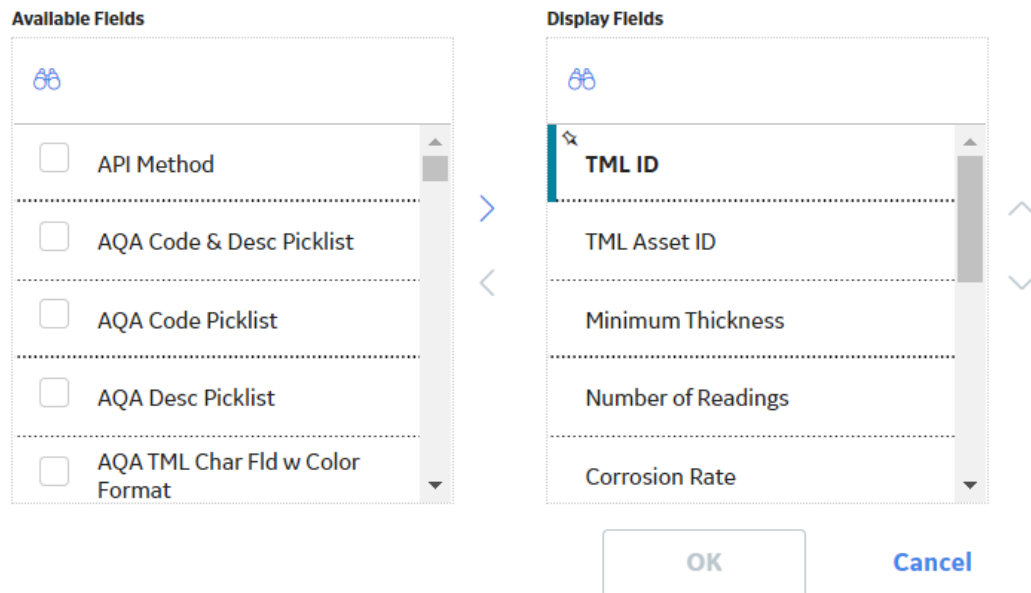 Available Fields
API Method
AQA Code & Desc Picklist
AQA Code Picklist
AQA Desc Picklist
AQA TML Char Fld w Color
Format
Display Fields
TML ID
TML Asset ID
Minimum Thickness
Number of Readings
Corrosion Rate
OK
Cancel